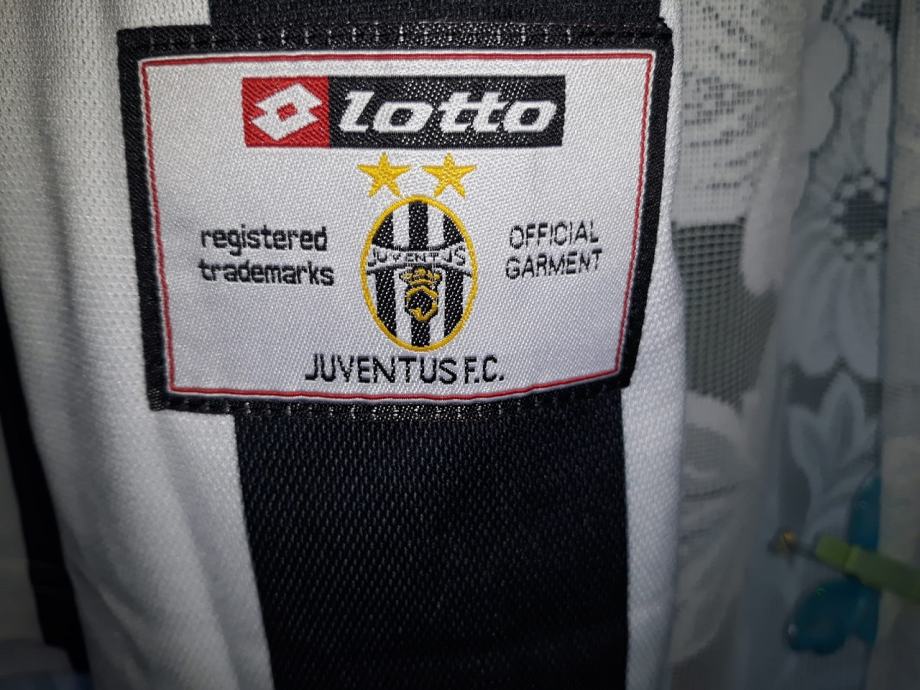 lotto
registered
trademarks
OFFICIAL
GARMENT
JUVENTUS
JUVENTUS F.C.